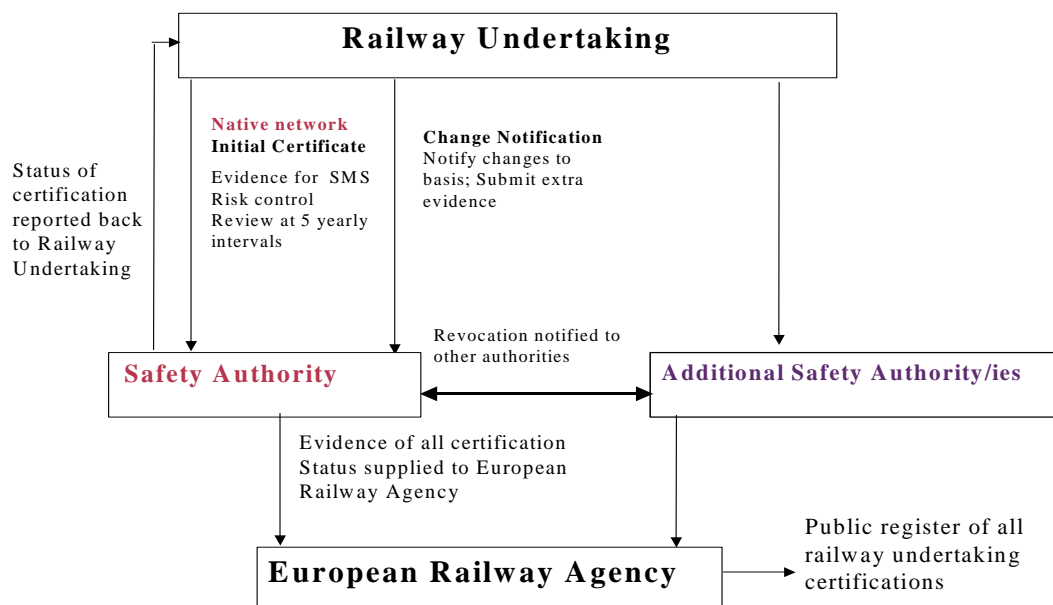 Railway Undertaking
Native network
Initial Certificate
Evidence for SMS
Risk control
Review at 5 yearly
intervals
Change Notification
Notify changes to
basis; Submit extra
evidence
Status of
certification
reported back
to Railway
Undertaking
Revocation notified to
other authorities
Safety Authority
Additional Safety Authority/ies
Evidence of all certification
Status supplied to European
Railway Agency
European Railway Agency
Public register of all
railway undertaking
certifications